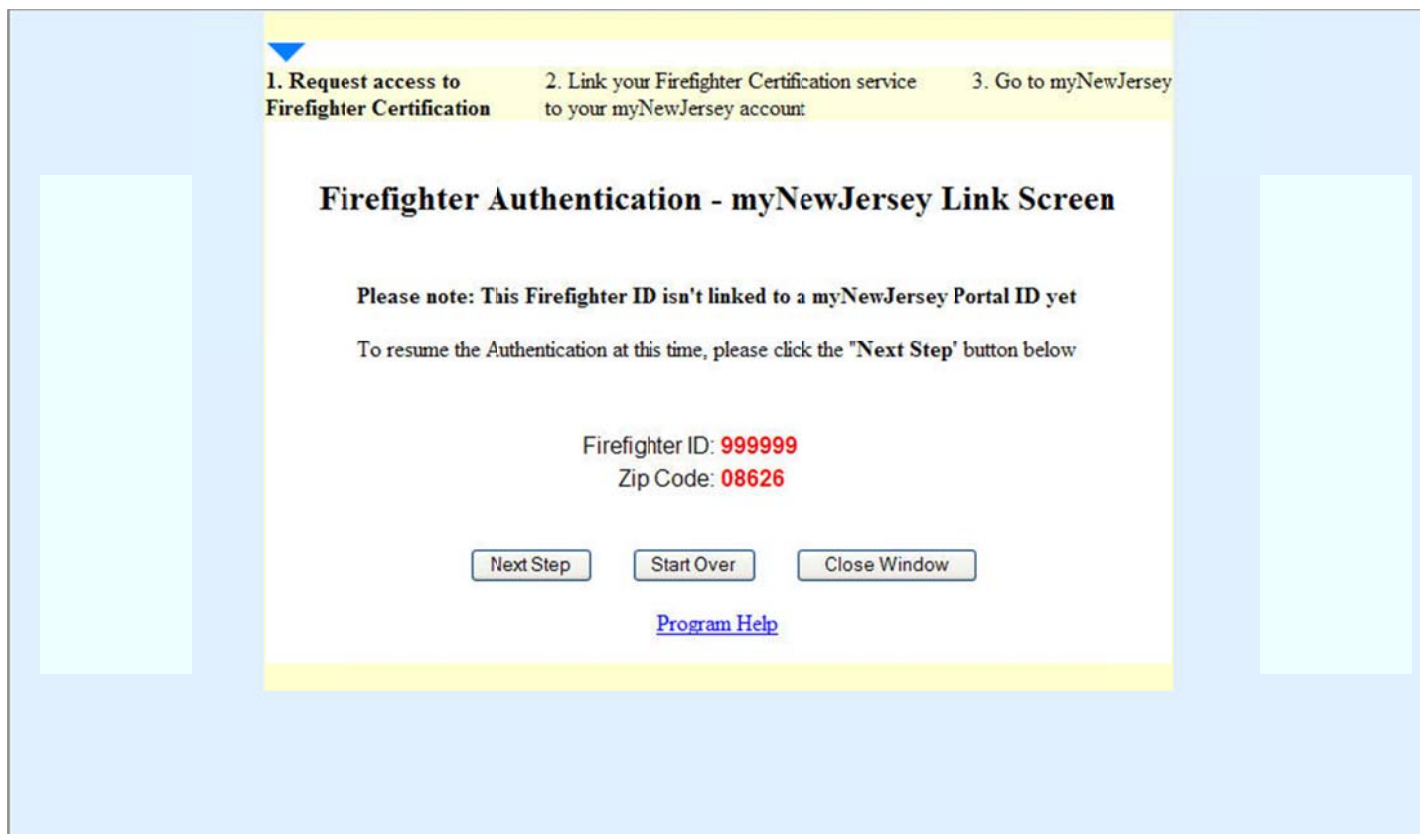 1. Request access to
Firefighter Certification
2. Link your Firefighter Certification service
to your myNewJersey account
3. Go to myNewJersey
Firefighter Authentication - myNewJersey Link Screen
Please note: This Firefighter ID isn't linked to a myNewJersey Portal ID yet
To resume the Authentication at this time, please click the "Next Step' button below
Firefighter ID: 999999
Zip Code: 08626
Next Step Start Over Close Window
Program Help